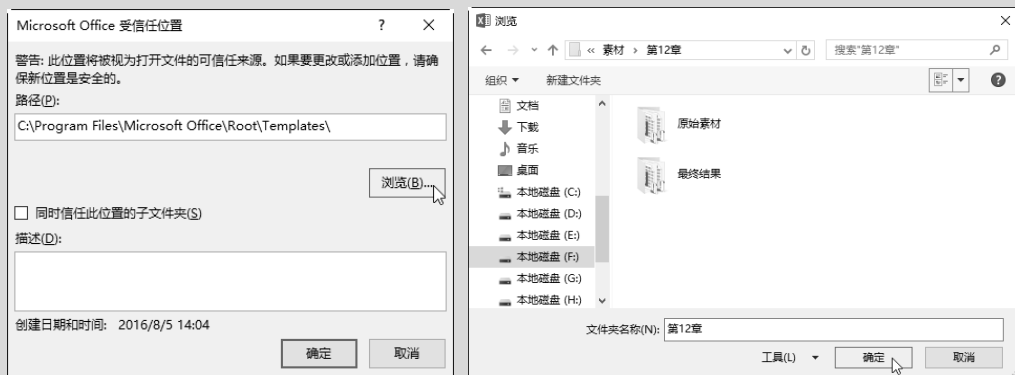 Microsoft Office 受信任位置
警告: 此位置将被视为打开文件的可信任来源。如果要更改或添加位置，请确
保新位置是安全的。
路径(P):
C:\Program Files\Microsoft Office\Root\Templates\
浏览(B)...
同时信任此位置的子文件夹(S)
描述(D):
创建日期和时间: 2016/8/5 14:04
确定
取消
浏览
« 素材 › 第12章
搜索"第12章"
组织
新建文件夹
文档
下载
音乐
桌面
本地磁盘 (C:)
本地磁盘 (D:)
本地磁盘 (E:)
本地磁盘 (F:)
本地磁盘 (G:)
本地磁盘 (H:)
原始素材
最终结果
文件夹名称(N): 第12章
工具(L)
确定
取消